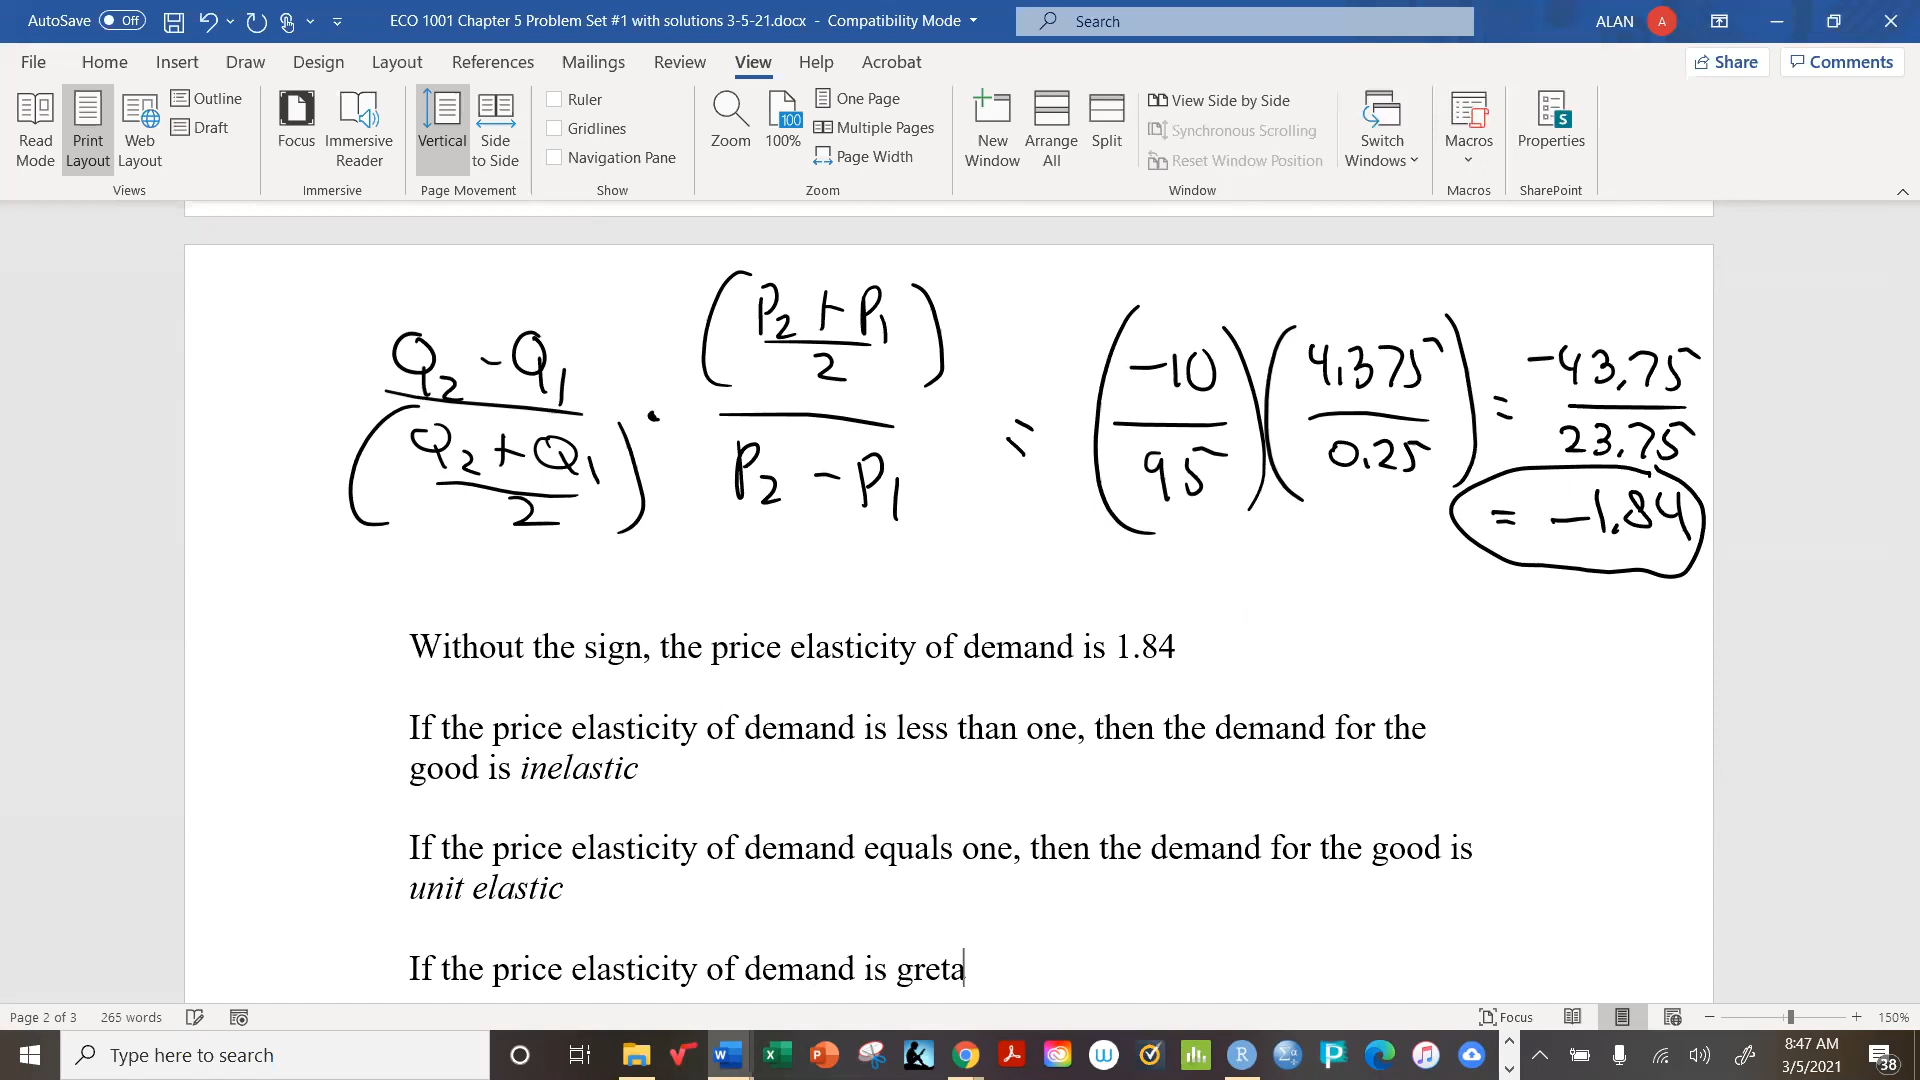 AutoSave Off ECO 1001 Chapter 5 Problem Set #1 with solutions 3-5-21.docx - Compatibility Mode Search ALAN A
File Home Insert Draw Design Layout References Mailings Review View Help Acrobat Share Comments
Read Mode
Print Layout
Web Layout
Outline
Draft
Views
Focus
Immersive Reader
Immersive
Vertical
Side to Side
Page Movement
Ruler
Gridlines
Navigation Pane
Show
Zoom
100
100%
One Page
Multiple Pages
Page Width
Zoom
New Window
Arrange All
Split
View Side by Side
Synchronous Scrolling
Reset Window Position
Window
Switch Windows
Macros
Macros
S
Properties
SharePoint
Q2 - Q1
(Q2 + Q1
2)
·
(P2 + P1
2)
P2 - P1
=
(-10
95)
(4.375
0.25)
=
-43.75
23.75
= -1.84
Without the sign, the price elasticity of demand is 1.84
If the price elasticity of demand is less than one, then the demand for the
good is inelastic
If the price elasticity of demand equals one, then the demand for the good is
unit elastic
If the price elasticity of demand is greta
Page 2 of 3 265 words Focus 150%
Type here to search
8:47 AM
3/5/2021
38